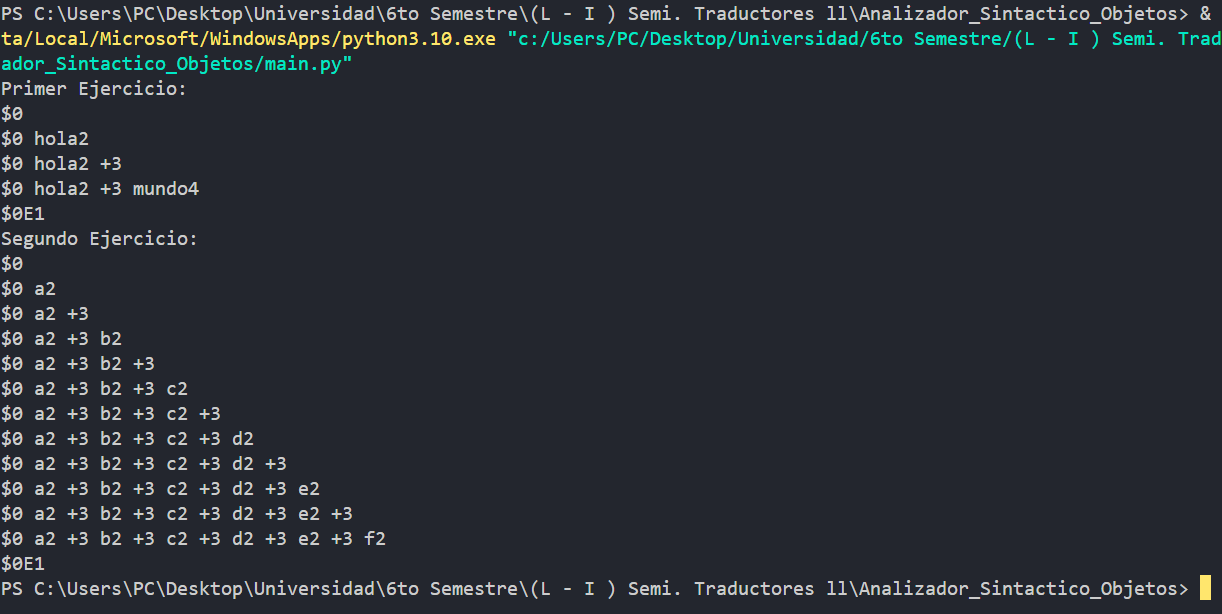 PS C:\Users\PC\Desktop\Universidad\6to Semestre\(L - I ) Semi. Traductores ll\Analizador_Sintactico_Objetos> &
ta/Local/Microsoft/WindowsApps/python3.10.exe "c:/Users/PC/Desktop/Universidad/6to Semestre/(L - I ) Semi. Trad
ador_Sintactico_Objetos/main.py"
Primer Ejercicio:
$0
$0 hola2
$0 hola2 +3
$0 hola2 +3 mundo4
$0E1
Segundo Ejercicio:
$0
$0 a2
$0 a2 +3
$0 a2 +3 b2
$0 a2 +3 b2 +3
$0 a2 +3 b2 +3 c2
$0 a2 +3 b2 +3 c2 +3
$0 a2 +3 b2 +3 c2 +3 d2
$0 a2 +3 b2 +3 c2 +3 d2 +3
$0 a2 +3 b2 +3 c2 +3 d2 +3 e2
$0 a2 +3 b2 +3 c2 +3 d2 +3 e2 +3
$0 a2 +3 b2 +3 c2 +3 d2 +3 e2 +3 f2
$0E1
PS C:\Users\PC\Desktop\Universidad\6to Semestre\(L - I ) Semi. Traductores ll\Analizador_Sintactico_Objetos>